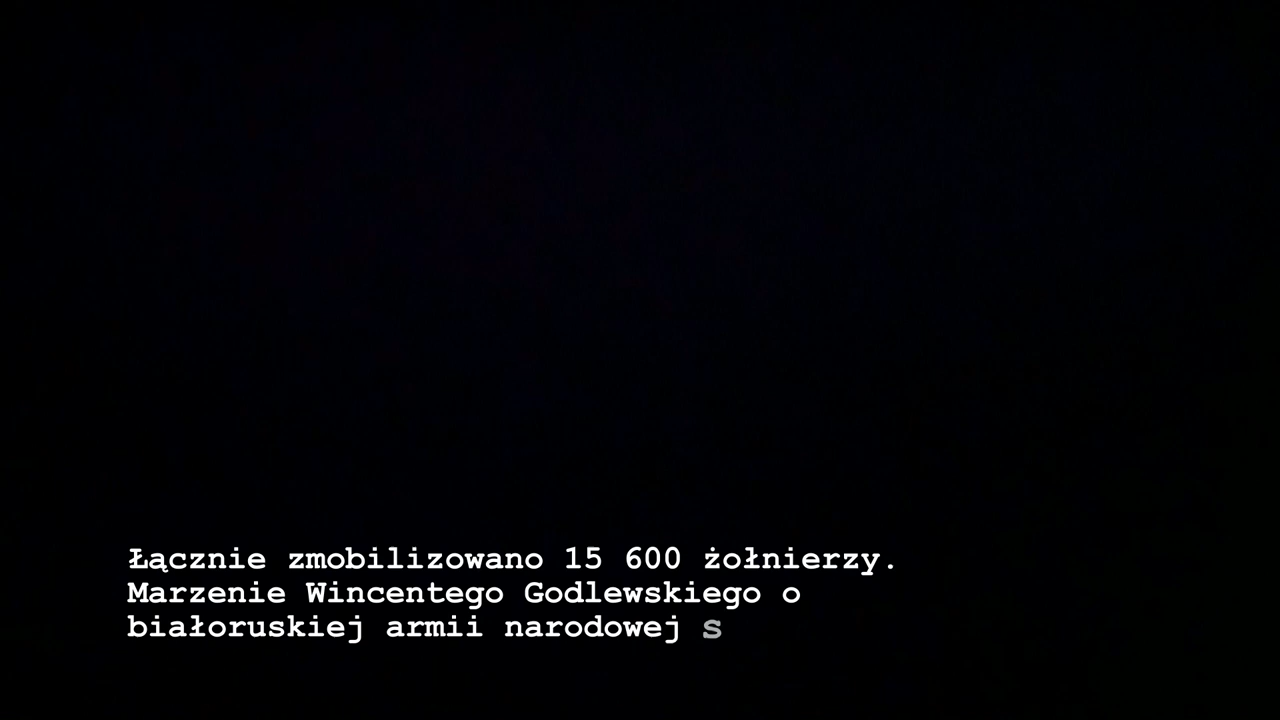 Łącznie zmobilizowano 15 600 żołnierzy.
Marzenie Wincentego Godlewskiego o
białoruskiej armii narodowej s